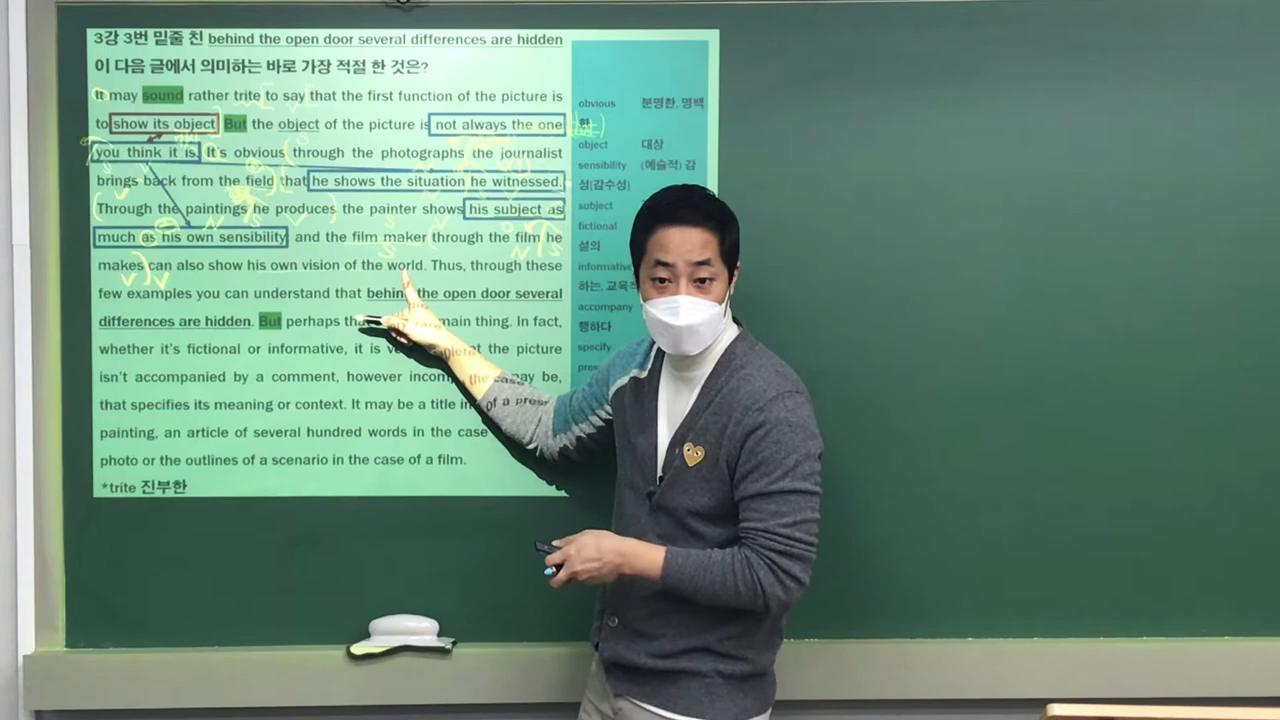 3강 3번 밑줄 친 behind the open door several differences are hidden
이 다음 글에서 의미하는 바로 가장 적절 한 것은?
It may sound rather trite to say that the first function of the picture is
to show its object But the object of the picture is not always the one
you think it is. It's obvious through the photographs the journalist
brings back from the field that he shows the situation he witnessed.
Through the paintings he produces the painter shows his subject as
much as his own sensibility and the film maker through the film he
makes can also show his own vision of the world. Thus, through these
few examples you can understand that behind the open door several
differences are hidden. But perhaps main thing. In fact,
whether it's fictional or informative, it is the picture
isn't accompanied by a comment, however the case may be,
that specifies its meaning or context. It may be a title in of a press
painting, an article of several hundred words in the case
photo or the outlines of a scenario in the case of a film.
*trite 진부한
obvious 분명한, 명백
한
object 대상
sensibility (예술적) 감
성[감수성]
subject
fictional
설의
informative
하는, 교육적
accompany
행하다
specify